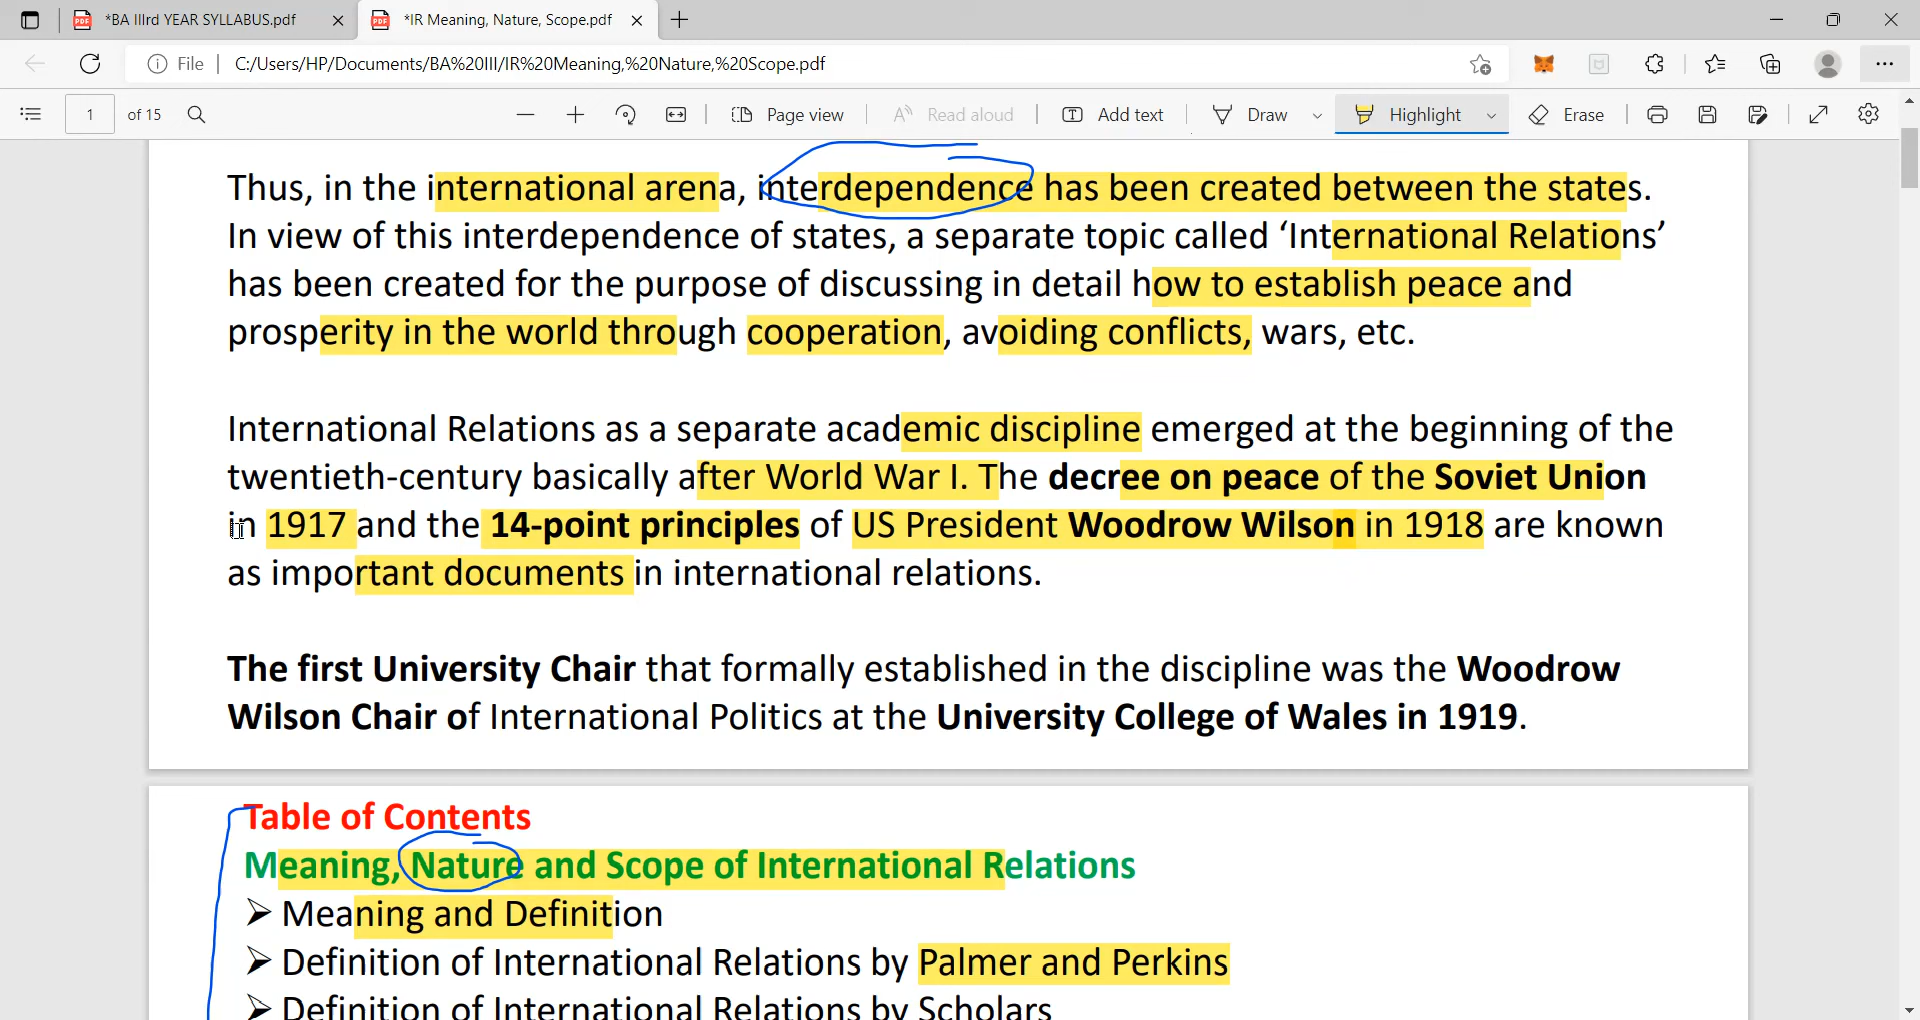 *BA IIIrd YEAR SYLLABUS.pdf
*IR Meaning, Nature, Scope.pdf
File
C:/Users/HP/Documents/BA%20III/IR%20Meaning,%20Nature,%20Scope.pdf
1 of 15
Page view
Read aloud
Add text
Draw
Highlight
Erase
Thus, in the international arena, interdependence has been created between the states.
In view of this interdependence of states, a separate topic called ‘International Relations’
has been created for the purpose of discussing in detail how to establish peace and
prosperity in the world through cooperation, avoiding conflicts, wars, etc.
International Relations as a separate academic discipline emerged at the beginning of the
twentieth-century basically after World War I. The decree on peace of the Soviet Union
in 1917 and the 14-point principles of US President Woodrow Wilson in 1918 are known
as important documents in international relations.
The first University Chair that formally established in the discipline was the Woodrow
Wilson Chair of International Politics at the University College of Wales in 1919.
Table of Contents
Meaning, Nature and Scope of International Relations
➢ Meaning and Definition
➢ Definition of International Relations by Palmer and Perkins
➢ Definition of International Relations by Scholars